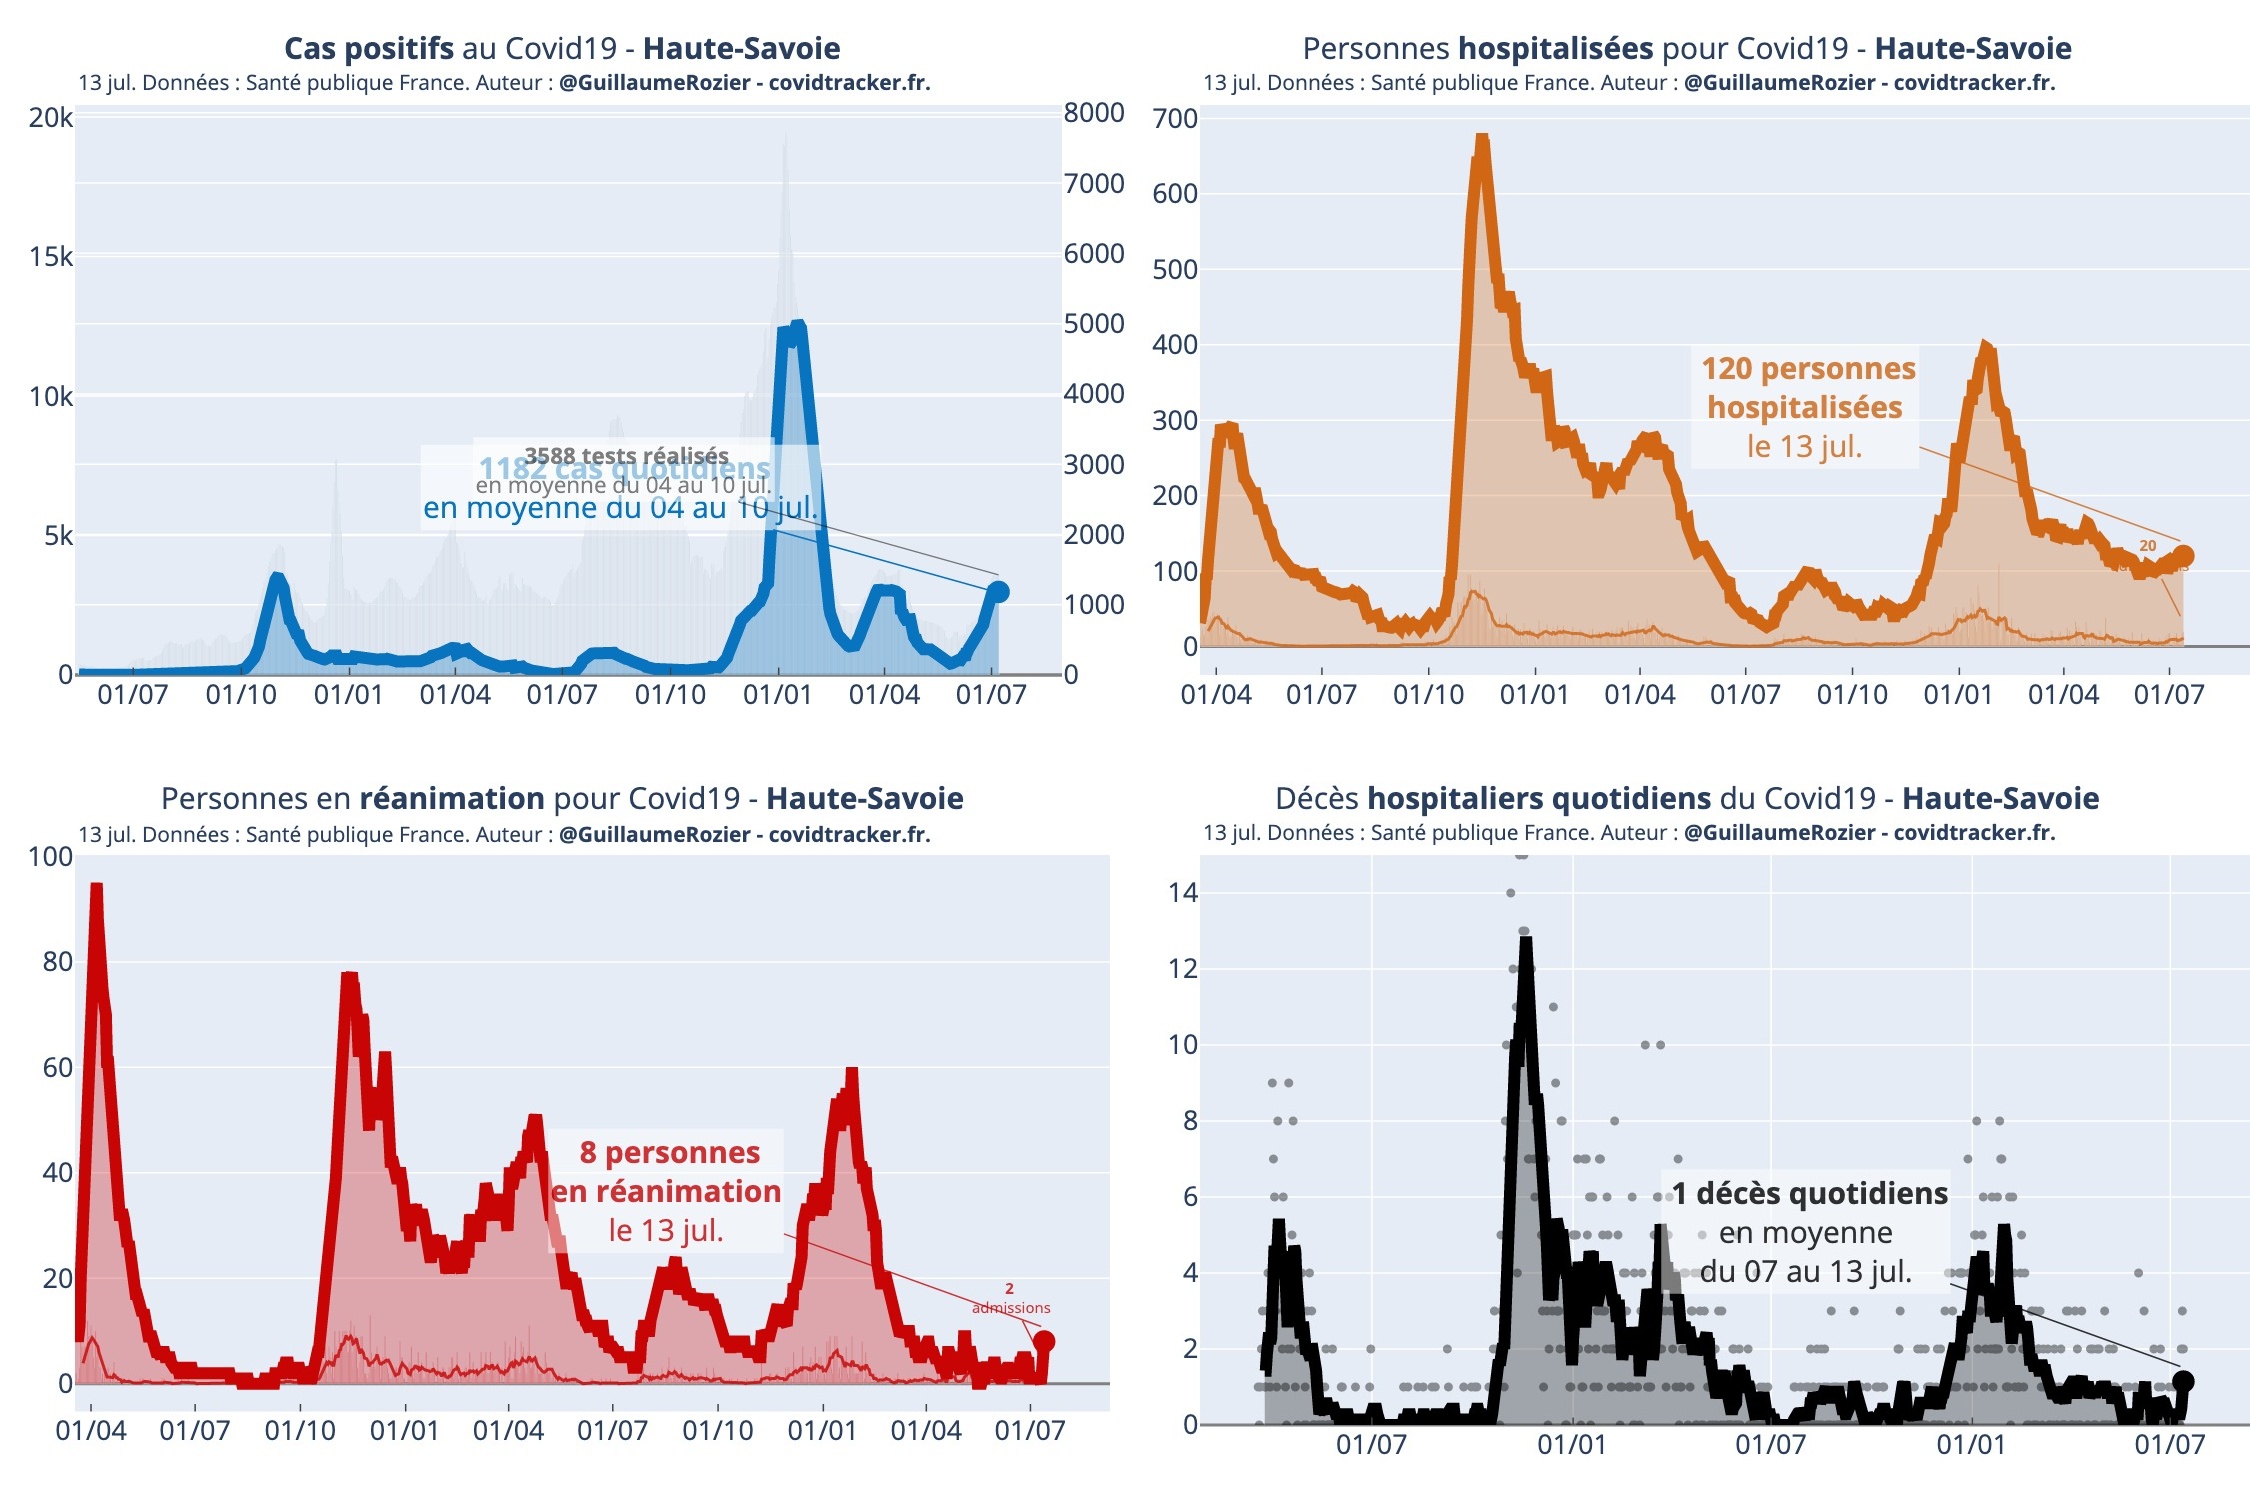 Cas positifs au Covid19 - Haute-Savoie
13 jul. Données : Santé publique France. Auteur : @GuillaumeRozier - covidtracker.fr.
20k
15k
10k
5k
0
8000
7000
6000
5000
4000
3000
2000
1000
0
3588 tests réalisés
1182 cas quotidiens
en moyenne du 04 au 10 jul.
en moyenne du 04 au 10 jul.
01/07 01/10 01/01 01/04 01/07 01/10 01/01 01/04 01/07
Personnes hospitalisées pour Covid19 - Haute-Savoie
13 jul. Données : Santé publique France. Auteur : @GuillaumeRozier - covidtracker.fr.
700
600
500
400
300
200
100
0
120 personnes
hospitalisées
le 13 jul.
20
01/04 01/07 01/10 01/01 01/04 01/07 01/10 01/01 01/04 01/07
Personnes en réanimation pour Covid19 - Haute-Savoie
13 jul. Données : Santé publique France. Auteur : @GuillaumeRozier - covidtracker.fr.
100
80
60
40
20
0
8 personnes
en réanimation
le 13 jul.
2
admissions
01/04 01/07 01/10 01/01 01/04 01/07 01/10 01/01 01/04 01/07
Décès hospitaliers quotidiens du Covid19 - Haute-Savoie
13 jul. Données : Santé publique France. Auteur : @GuillaumeRozier - covidtracker.fr.
14
12
10
8
6
4
2
0
1 décès quotidiens
en moyenne
du 07 au 13 jul.
01/07 01/01 01/07 01/01 01/07